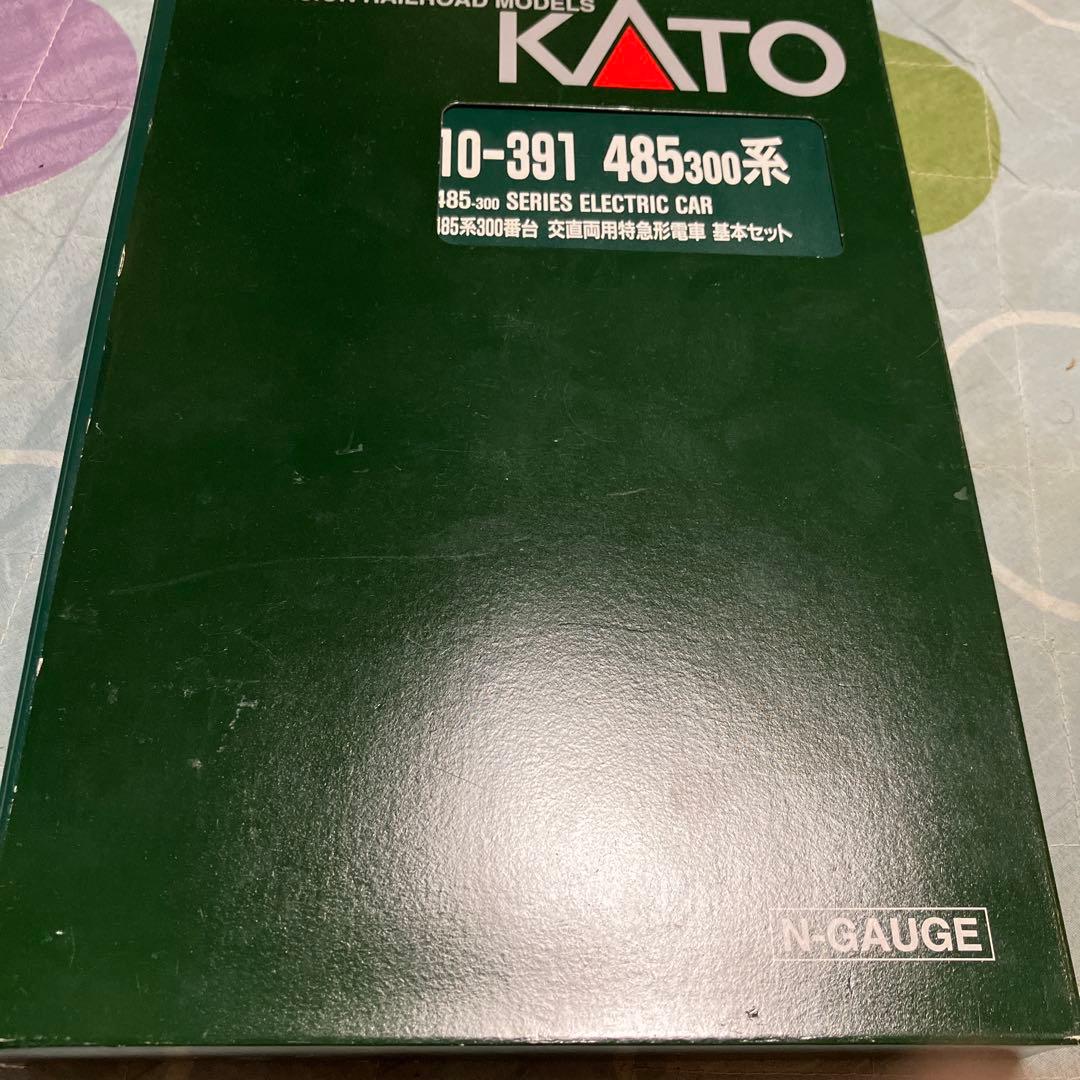 RAILROAD MODELS
KATO
10-391 485300系
485-300 SERIES ELECTRIC CAR
485系300番台 交直両用特急形電車 基本セット
N-GAUGE